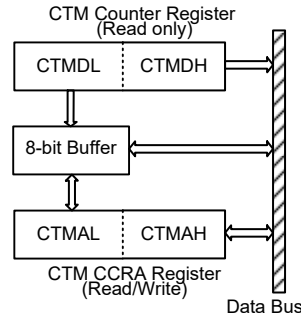 CTM Counter Register
(Read only)
CTMDL CTMDH
8-bit Buffer
CTMAL CTMAH
CTM CCRA Register
(Read/Write)
Data Bus